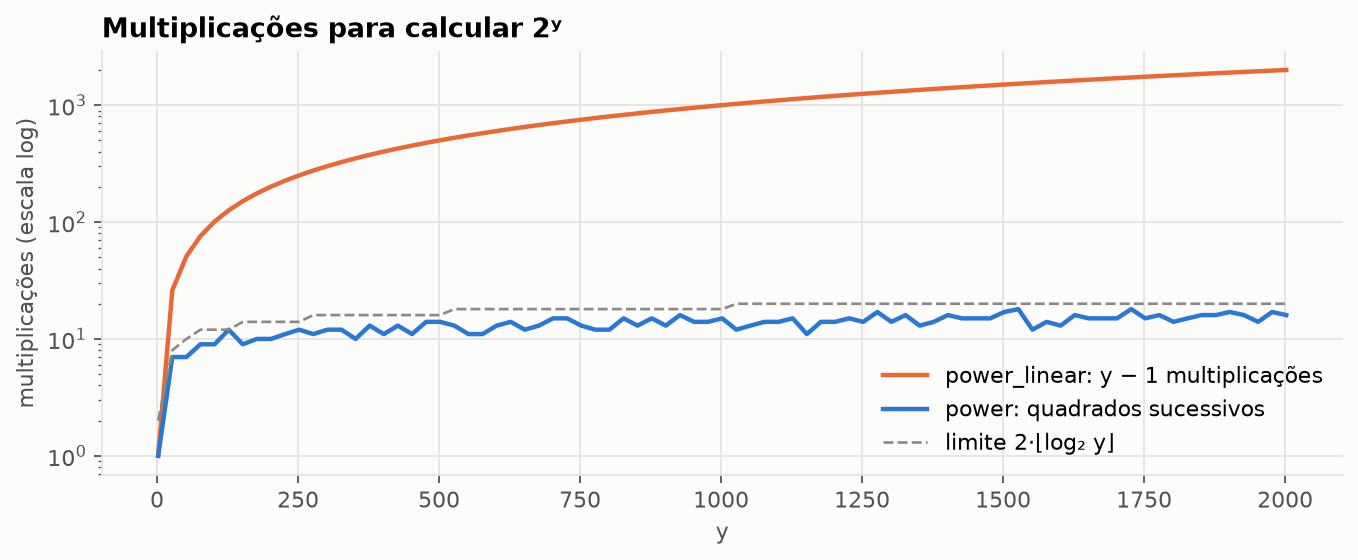 Multiplicações para calcular 2ʸ
multiplicações (escala log)
10³
10²
10¹
10⁰
power_linear: y − 1 multiplicações
power: quadrados sucessivos
limite 2·⌊log₂ y⌋
0 250 500 750 1000 1250 1500 1750 2000
y